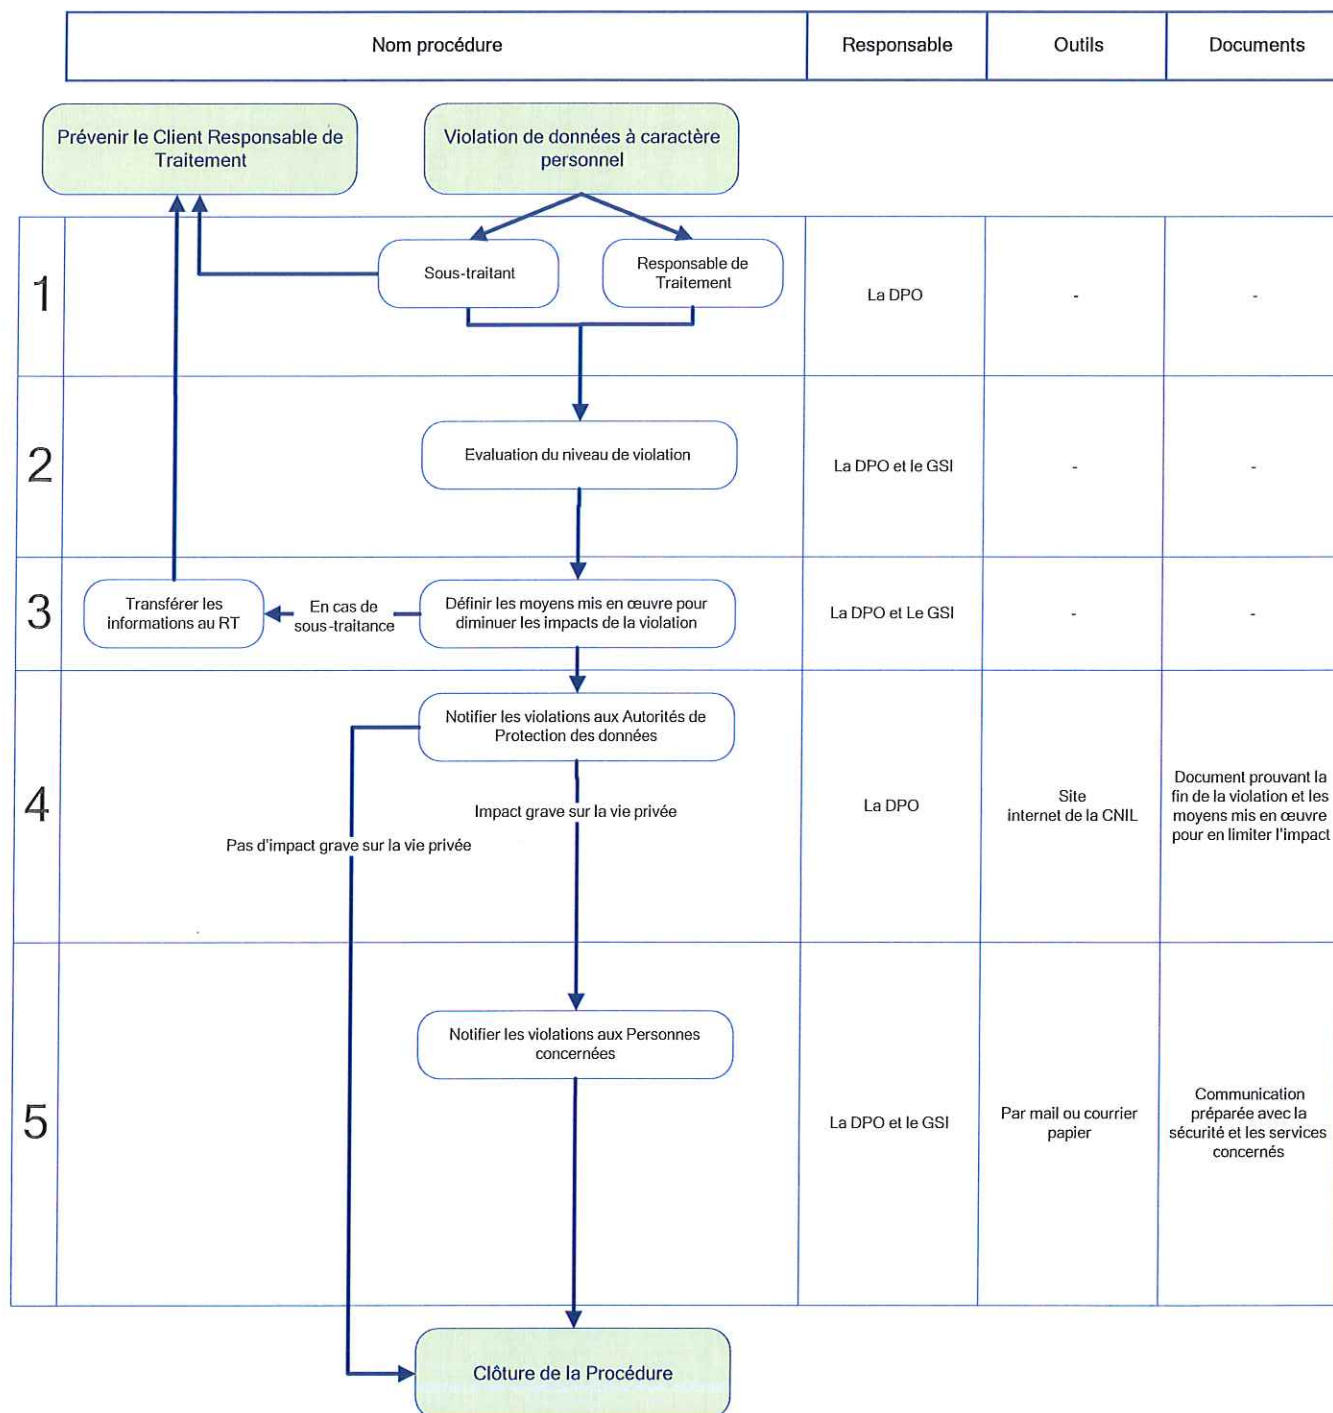 Nom procédure
Responsable
Outils
Documents
Prévenir le Client Responsable de
Traitement
Violation de données à caractère
personnel
1
Sous-traitant
Responsable de
Traitement
La DPO
-
-
2
Evaluation du niveau de violation
La DPO et le GSI
-
-
3
Transférer les
informations au RT
En cas de
sous-traitance
Définir les moyens mis en œuvre pour
diminuer les impacts de la violation
La DPO et Le GSI
-
-
4
Notifier les violations aux Autorités de
Protection des données
Impact grave sur la vie privée
Pas d'impact grave sur la vie privée
La DPO
Site
internet de la CNIL
Document prouvant la
fin de la violation et les
moyens mis en œuvre
pour en limiter l'impact
5
Notifier les violations aux Personnes
concernées
La DPO et le GSI
Par mail ou courrier
papier
Communication
préparée avec la
sécurité et les services
concernés
Clôture de la Procédure